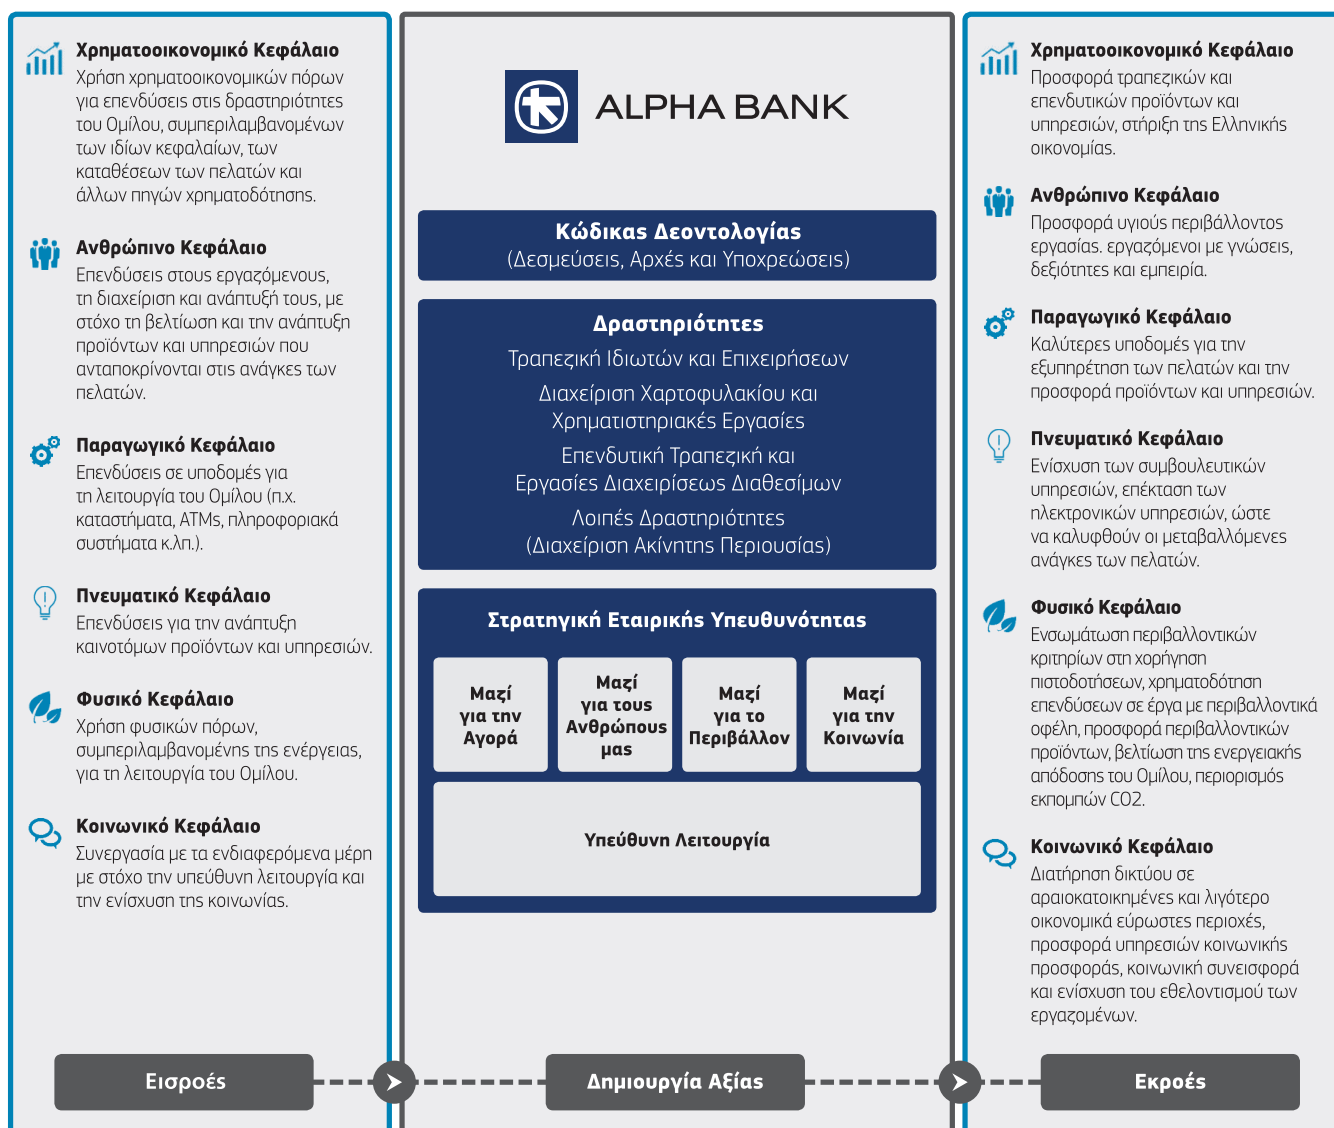 Χρηματοοικονομικό Κεφάλαιο
Χρήση χρηματοοικονομικών πόρων
για επενδύσεις στις δραστηριότητες
του Ομίλου, συμπεριλαμβανομένων
των ιδίων κεφαλαίων, των
καταθέσεων των πελατών και
άλλων πηγών χρηματοδότησης.
Ανθρώπινο Κεφάλαιο
Επενδύσεις στους εργαζόμενους,
τη διαχείριση και ανάπτυξή τους, με
στόχο τη βελτίωση και την ανάπτυξη
προϊόντων και υπηρεσιών που
ανταποκρίνονται στις ανάγκες των
πελατών.
Παραγωγικό Κεφάλαιο
Επενδύσεις σε υποδομές για
τη λειτουργία του Ομίλου (π.χ.
καταστήματα, ATMs, πληροφοριακά
συστήματα κ.λπ.).
Πνευματικό Κεφάλαιο
Επενδύσεις για την ανάπτυξη
καινοτόμων προϊόντων και υπηρεσιών.
Φυσικό Κεφάλαιο
Χρήση φυσικών πόρων,
συμπεριλαμβανομένης της ενέργειας,
για τη λειτουργία του Ομίλου.
Κοινωνικό Κεφάλαιο
Συνεργασία με τα ενδιαφερόμενα μέρη
με στόχο την υπεύθυνη λειτουργία και
την ενίσχυση της κοινωνίας.
Εισροές
ALPHA BANK
Κώδικας Δεοντολογίας
(Δεσμεύσεις, Αρχές και Υποχρεώσεις)
Δραστηριότητες
Τραπεζική Ιδιωτών και Επιχειρήσεων
Διαχείριση Χαρτοφυλακίου και
Χρηματιστηριακές Εργασίες
Επενδυτική Τραπεζική και
Εργασίες Διαχειρίσεως Διαθεσίμων
Λοιπές Δραστηριότητες
(Διαχείριση Ακίνητης Περιουσίας)
Στρατηγική Εταιρικής Υπευθυνότητας
Μαζί
για την
Αγορά
Μαζί
για τους
Ανθρώπους
μας
Μαζί
για το
Περιβάλλον
Μαζί
για την
Κοινωνία
Υπεύθυνη Λειτουργία
Δημιουργία Αξίας
Χρηματοοικονομικό Κεφάλαιο
Προσφορά τραπεζικών και
επενδυτικών προϊόντων και
υπηρεσιών, στήριξη της Ελληνικής
οικονομίας.
Ανθρώπινο Κεφάλαιο
Προσφορά υγιούς περιβάλλοντος
εργασίας. εργαζόμενοι με γνώσεις,
δεξιότητες και εμπειρία.
Παραγωγικό Κεφάλαιο
Καλύτερες υποδομές για την
εξυπηρέτηση των πελατών και την
προσφορά προϊόντων και υπηρεσιών.
Πνευματικό Κεφάλαιο
Ενίσχυση των συμβουλευτικών
υπηρεσιών, επέκταση των
ηλεκτρονικών υπηρεσιών, ώστε
να καλυφθούν οι μεταβαλλόμενες
ανάγκες των πελατών.
Φυσικό Κεφάλαιο
Ενσωμάτωση περιβαλλοντικών
κριτηρίων στη χορήγηση
πιστοδοτήσεων, χρηματοδότηση
επενδύσεων σε έργα με περιβαλλοντικά
οφέλη, προσφορά περιβαλλοντικών
προϊόντων, βελτίωση της ενεργειακής
απόδοσης του Ομίλου, περιορισμός
εκπομπών CO2.
Κοινωνικό Κεφάλαιο
Διατήρηση δικτύου σε
αραιοκατοικημένες και λιγότερο
οικονομικά εύρωστες περιοχές,
προσφορά υπηρεσιών κοινωνικής
προσφοράς, κοινωνική συνεισφορά
και ενίσχυση του εθελοντισμού των
εργαζομένων.
Εκροές